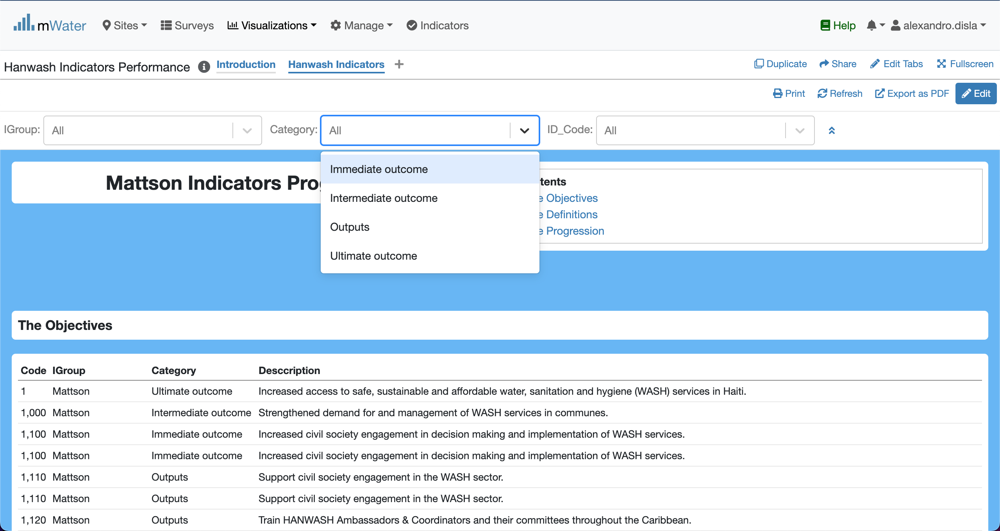 mWater Sites Surveys Visualizations Manage Indicators Help alexandro.disla
Hanwash Indicators Performance Introduction Hanwash Indicators Duplicate Share Edit Tabs Fullscreen
Print Refresh Export as PDF Edit
IGroup: All Category: All ID_Code: All
Immediate outcome
Intermediate outcome
Outputs
Ultimate outcome
Mattson Indicators
Objectives
Definitions
Progression
The Objectives
Code IGroup Category Desccription
1 Mattson Ultimate outcome Increased access to safe, sustainable and affordable water, sanitation and hygiene (WASH) services in Haiti.
1,000 Mattson Intermediate outcome Strengthened demand for and management of WASH services in communes.
1,100 Mattson Immediate outcome Increased civil society engagement in decision making and implementation of WASH services.
1,100 Mattson Immediate outcome Increased civil society engagement in decision making and implementation of WASH services.
1,110 Mattson Outputs Support civil society engagement in the WASH sector.
1,110 Mattson Outputs Support civil society engagement in the WASH sector.
1,120 Mattson Outputs Train HANWASH Ambassadors & Coordinators and their committees throughout the Caribbean.